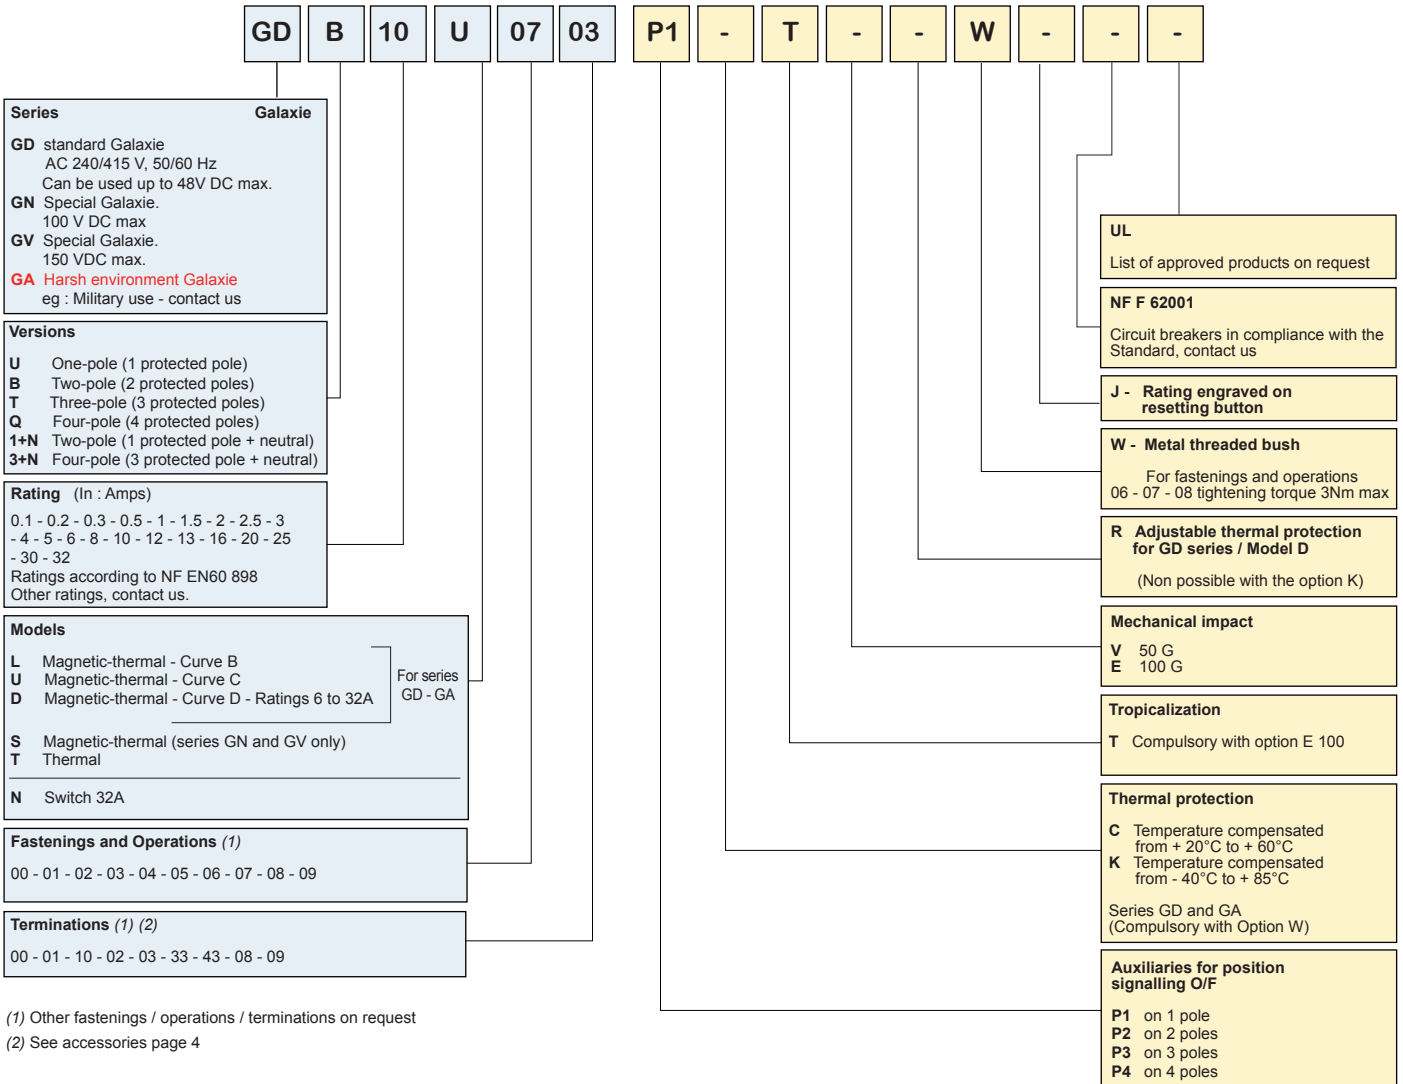 GD B 10 U 07 03 P1 - T - - W - - -
Series Galaxie
GD standard Galaxie
AC 240/415 V, 50/60 Hz
Can be used up to 48V DC max.
GN Special Galaxie.
100 V DC max
GV Special Galaxie.
150 VDC max.
GA Harsh environment Galaxie
eg : Military use - contact us
Versions
U One-pole (1 protected pole)
B Two-pole (2 protected poles)
T Three-pole (3 protected poles)
Q Four-pole (4 protected poles)
1+N Two-pole (1 protected pole + neutral)
3+N Four-pole (3 protected pole + neutral)
Rating (In : Amps)
0.1 - 0.2 - 0.3 - 0.5 - 1 - 1.5 - 2 - 2.5 - 3
- 4 - 5 - 6 - 8 - 10 - 12 - 13 - 16 - 20 - 25
- 30 - 32
Ratings according to NF EN60 898
Other ratings, contact us.
Models
L Magnetic-thermal - Curve B
U Magnetic-thermal - Curve C
D Magnetic-thermal - Curve D - Ratings 6 to 32A
For series
GD - GA
S Magnetic-thermal (series GN and GV only)
T Thermal
N Switch 32A
Fastenings and Operations (1)
00 - 01 - 02 - 03 - 04 - 05 - 06 - 07 - 08 - 09
Terminations (1) (2)
00 - 01 - 10 - 02 - 03 - 33 - 43 - 08 - 09
(1) Other fastenings / operations / terminations on request
(2) See accessories page 4
UL
List of approved products on request
NF F 62001
Circuit breakers in compliance with the
Standard, contact us
J - Rating engraved on
resetting button
W - Metal threaded bush
For fastenings and operations
06 - 07 - 08 tightening torque 3Nm max
R Adjustable thermal protection
for GD series / Model D
(Non possible with the option K)
Mechanical impact
V 50 G
E 100 G
Tropicalization
T Compulsory with option E 100
Thermal protection
C Temperature compensated
from + 20°C to + 60°C
K Temperature compensated
from - 40°C to + 85°C
Series GD and GA
(Compulsory with Option W)
Auxiliaries for position
signalling O/F
P1 on 1 pole
P2 on 2 poles
P3 on 3 poles
P4 on 4 poles